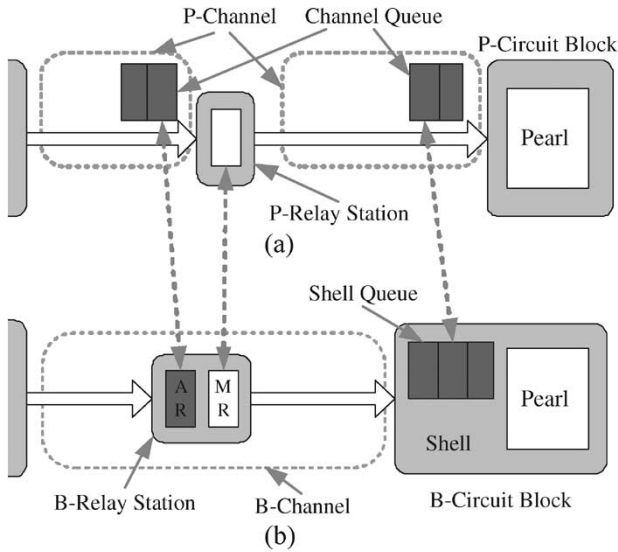 P-Channel
Channel Queue
P-Circuit Block
Pearl
P-Relay Station
(a)
Shell Queue
A
R
M
R
Pearl
Shell
B-Relay Station
B-Channel
B-Circuit Block
(b)